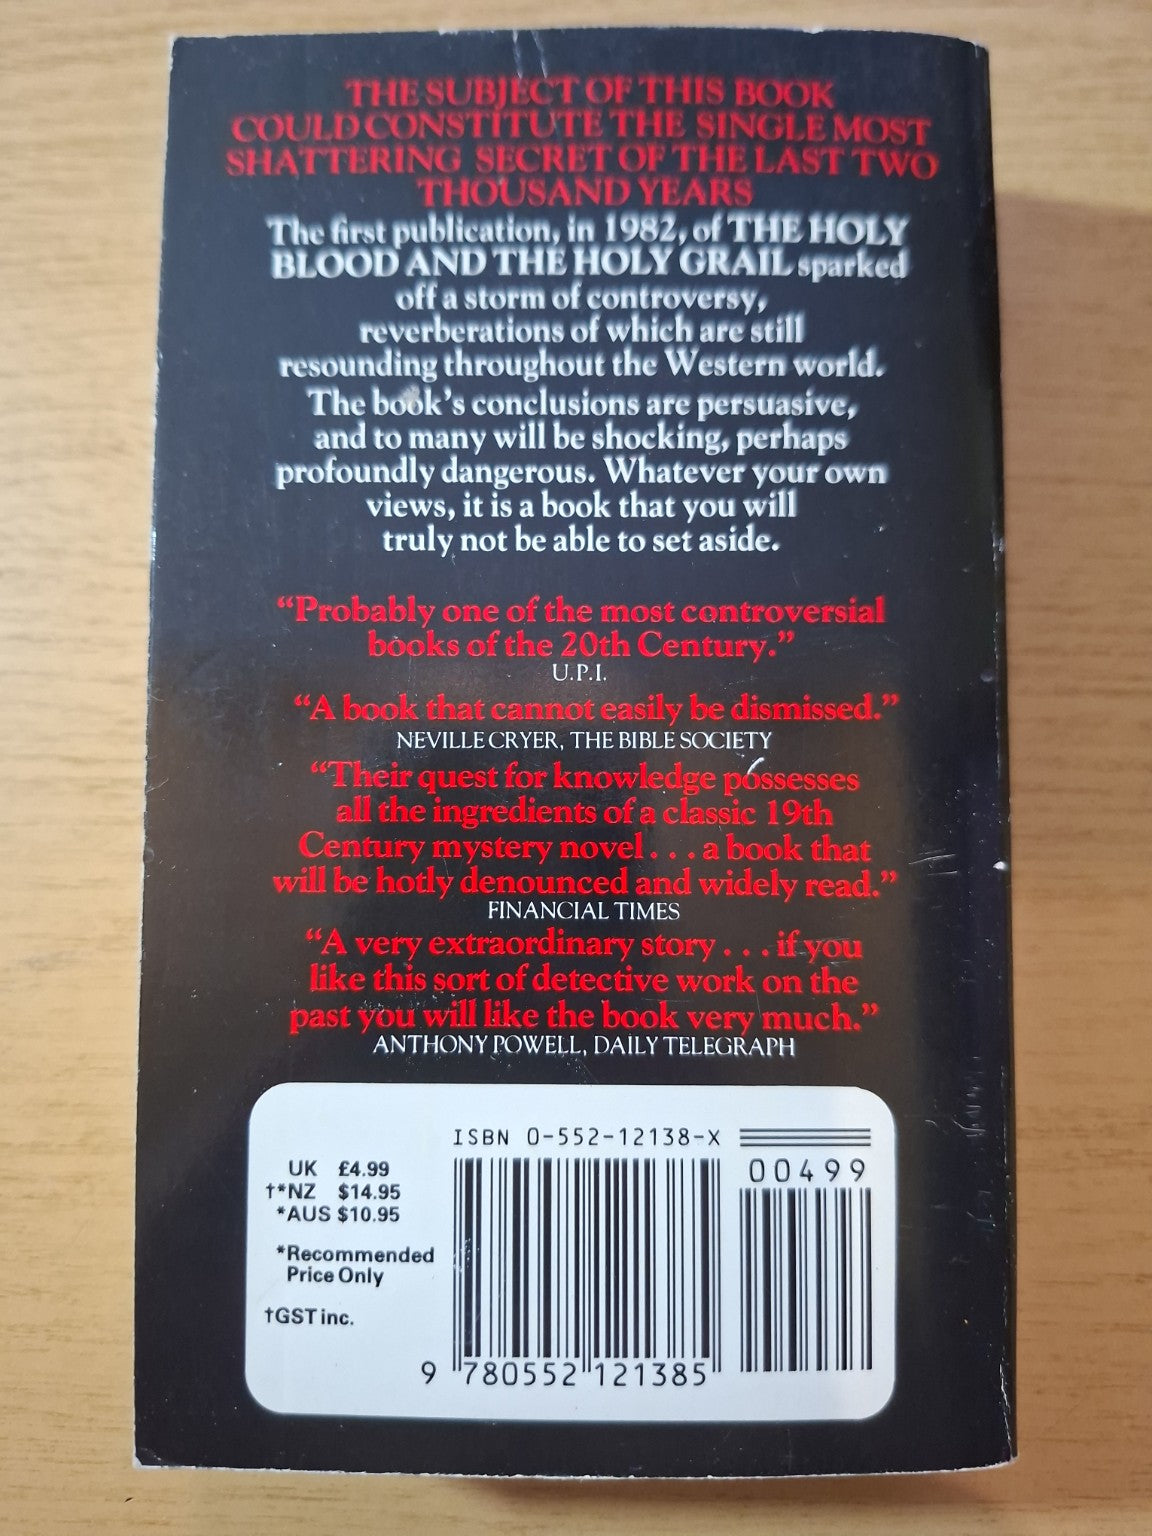 THE SUBJECT OF THIS BOOK
COULD CONSTITUTE THE SINGLE MOST
SHATTERING SECRET OF THE LAST TWO
THOUSAND YEARS
The first publication, in 1982, of THE HOLY
BLOOD AND THE HOLY GRAIL sparked
off a storm of controversy,
reverberations of which are still
resounding throughout the Western world.
The book's conclusions are persuasive,
and to many will be shocking, perhaps
profoundly dangerous. Whatever your own
views, it is a book that you will
truly not be able to set aside.
“Probably one of the most controversial
books of the 20th Century.”
U.P.I.
“A book that cannot easily be dismissed.”
NEVILLE CRYER, THE BIBLE SOCIETY
“Their quest for knowledge possesses
all the ingredients of a classic 19th
Century mystery novel . . . a book that
will be hotly denounced and widely read.”
FINANCIAL TIMES
“A very extraordinary story . . . if you
like this sort of detective work on the
past you will like the book very much.”
ANTHONY POWELL, DAILY TELEGRAPH
ISBN 0-552-12138-X
00499
UK £4.99
†*NZ $14.95
*AUS $10.95
*Recommended
Price Only
†GST inc.
9 780552 121385